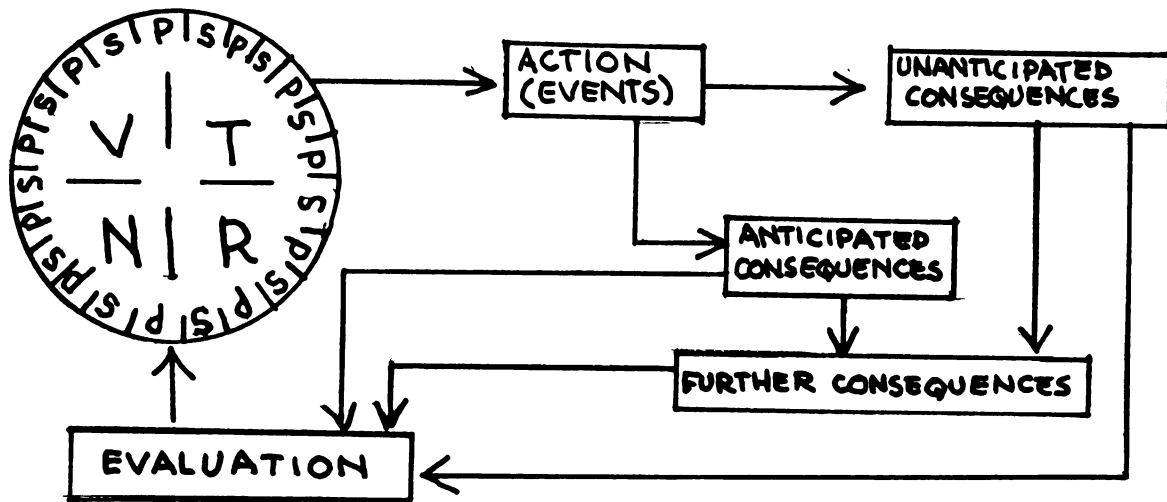 P|S|p|s|P|S|P|S|P|S|P|S|P|S|P|S|P|S|P|S|P|S|
V | T
N | R
ACTION
(EVENTS)
UNANTICIPATED
CONSEQUENCES
ANTICIPATED
CONSEQUENCES
FURTHER CONSEQUENCES
EVALUATION